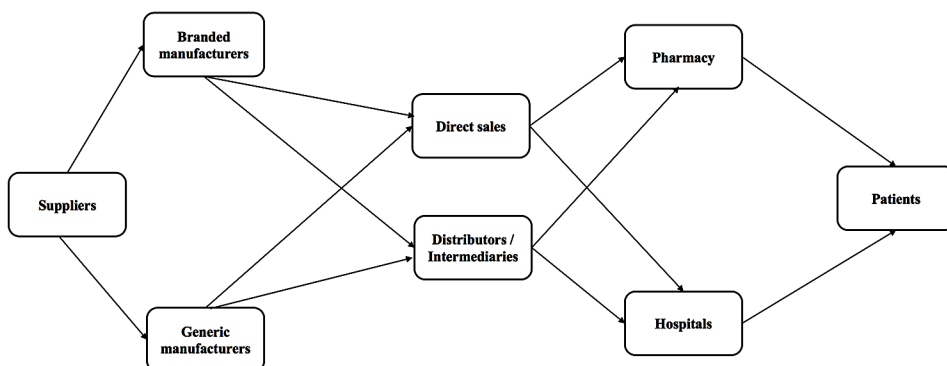 Branded
manufacturers
Pharmacy
Direct sales
Suppliers
Patients
Distributors /
Intermediaries
Hospitals
Generic
manufacturers